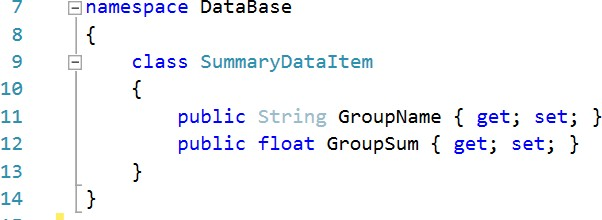 7 namespace DataBase
8 {
9 class SummaryDataItem
10 {
11 public String GroupName { get; set; }
12 public float GroupSum { get; set; }
13 }
14 }